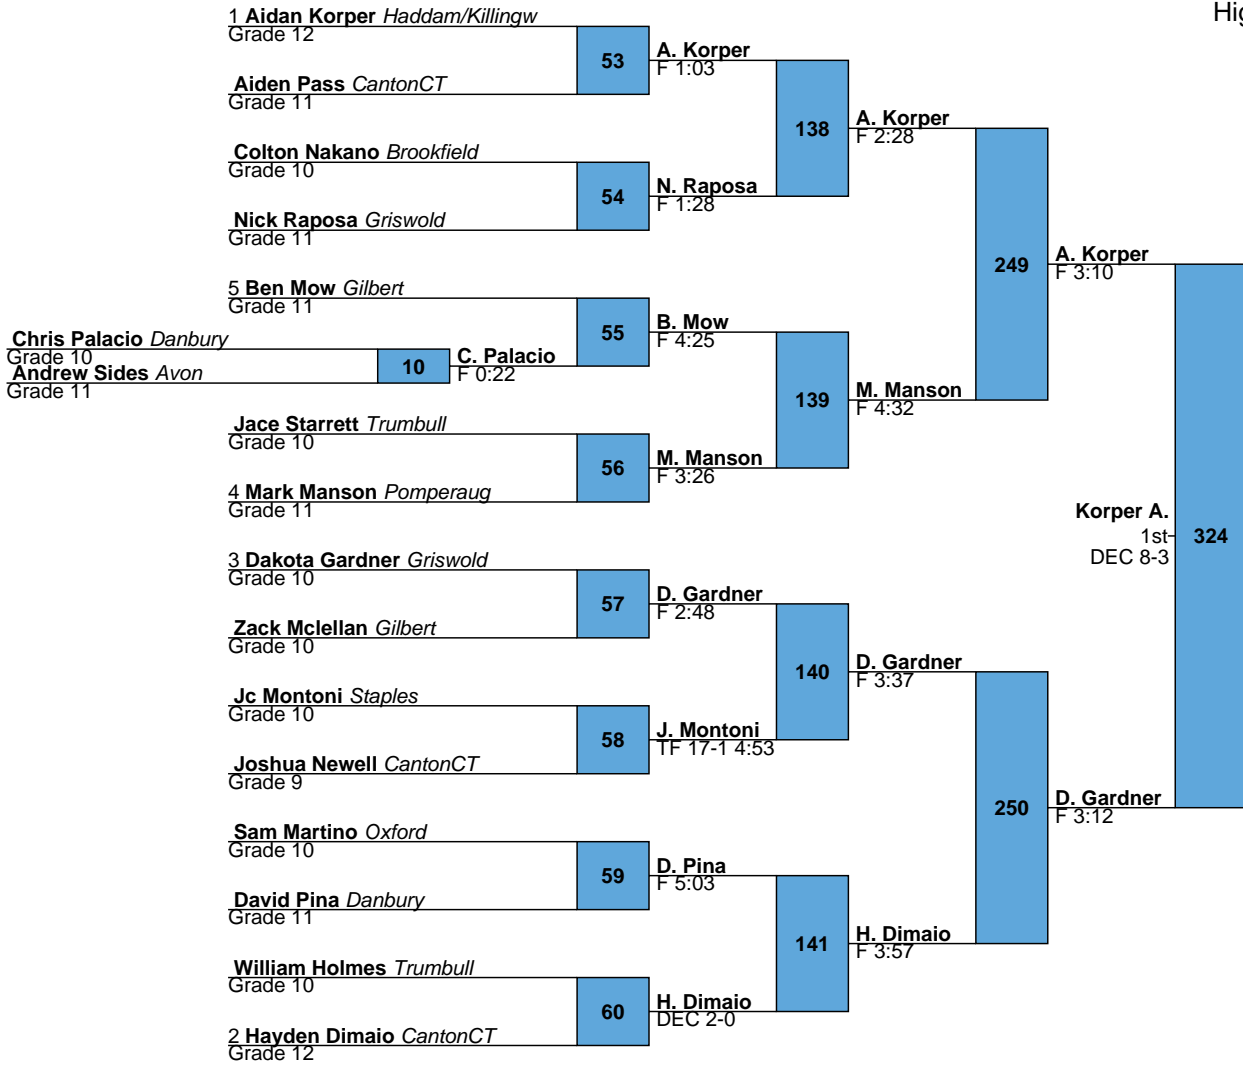 Hig
1 Aidan Korper Haddam/Killingw
Grade 12
53
A. Korper
F 1:03
Aiden Pass CantonCT
Grade 11
138
A. Korper
F 2:28
Colton Nakano Brookfield
Grade 10
54
N. Raposa
F 1:28
Nick Raposa Griswold
Grade 11
249
A. Korper
F 3:10
5 Ben Mow Gilbert
Grade 11
55
B. Mow
F 4:25
Chris Palacio Danbury
Grade 10
10
C. Palacio
F 0:22
Andrew Sides Avon
Grade 11
139
M. Manson
F 4:32
Jace Starrett Trumbull
Grade 10
56
M. Manson
F 3:26
4 Mark Manson Pomperaug
Grade 11
Korper A.
1st
DEC 8-3
324
3 Dakota Gardner Griswold
Grade 10
57
D. Gardner
F 2:48
Zack Mclellan Gilbert
Grade 10
140
D. Gardner
F 3:37
Jc Montoni Staples
Grade 10
58
J. Montoni
TF 17-1 4:53
Joshua Newell CantonCT
Grade 9
250
D. Gardner
F 3:12
Sam Martino Oxford
Grade 10
59
D. Pina
F 5:03
David Pina Danbury
Grade 11
141
H. Dimaio
F 3:57
William Holmes Trumbull
Grade 10
60
H. Dimaio
DEC 2-0
2 Hayden Dimaio CantonCT
Grade 12